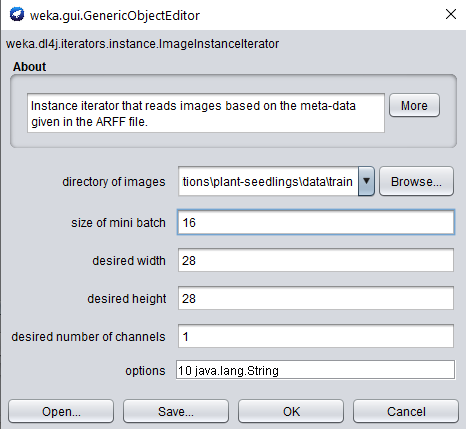 weka.gui.GenericObjectEditor
weka.dl4j.iterators.instance.ImageInstanceIterator
About
Instance iterator that reads images based on the meta-data
given in the ARFF file.
More
directory of images tions\plant-seedlings\data\train Browse...
size of mini batch 16
desired width 28
desired height 28
desired number of channels 1
options 10 java.lang.String
Open... Save... OK Cancel